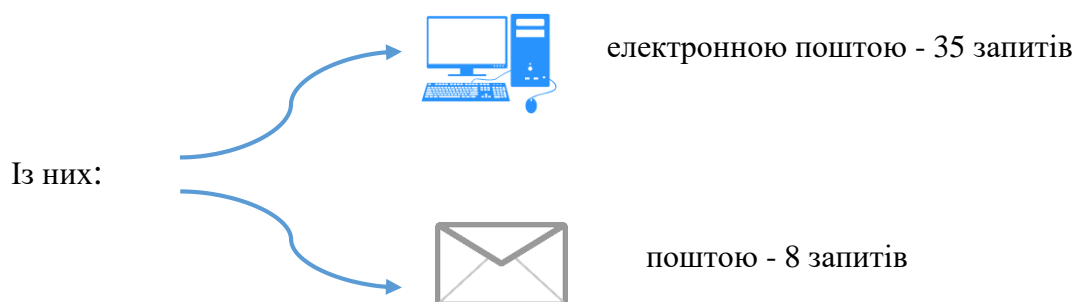 електронною поштою - 35 запитів
Із них:
поштою - 8 запитів